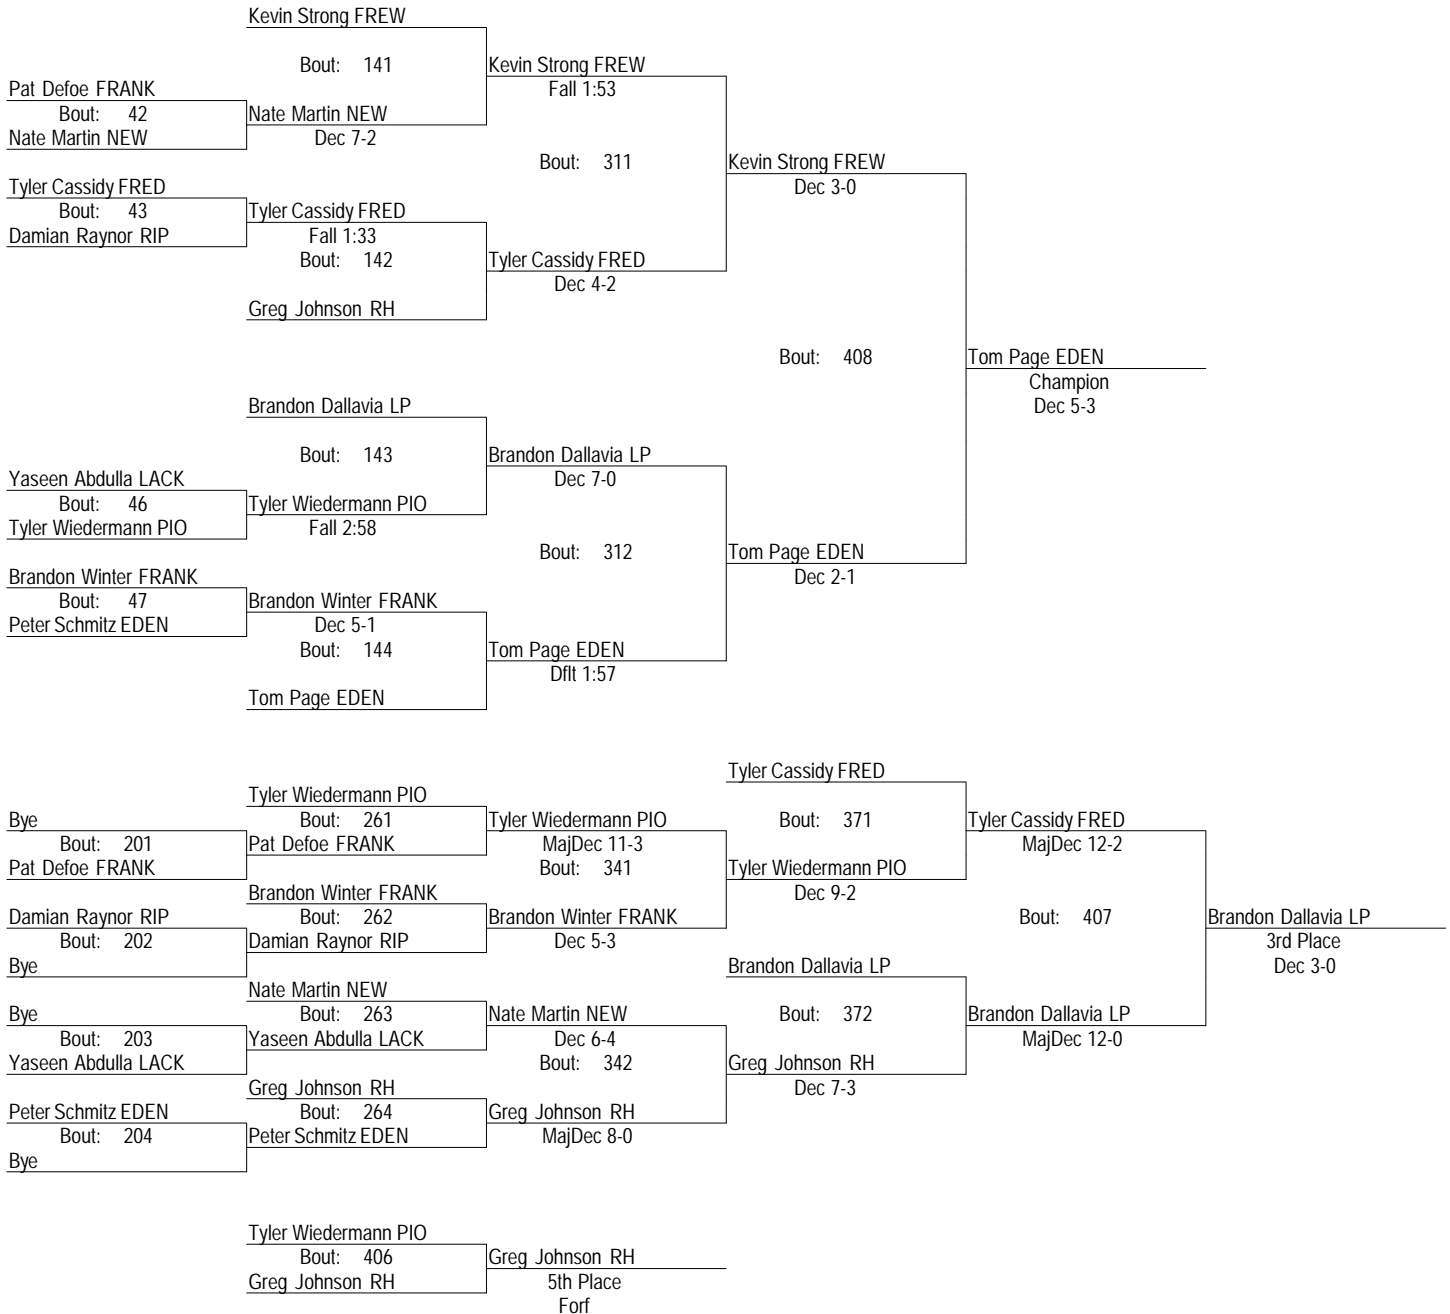 Kevin Strong FREW
Bout: 141
Kevin Strong FREW
Pat Defoe FRANK
Fall 1:53
Bout: 42
Nate Martin NEW
Nate Martin NEW
Dec 7-2
Bout: 311
Kevin Strong FREW
Tyler Cassidy FRED
Dec 3-0
Bout: 43
Tyler Cassidy FRED
Damian Raynor RIP
Fall 1:33
Bout: 142
Tyler Cassidy FRED
Dec 4-2
Greg Johnson RH
Bout: 408
Tom Page EDEN
Champion
Dec 5-3
Brandon Dallavia LP
Bout: 143
Brandon Dallavia LP
Yaseen Abdulla LACK
Dec 7-0
Bout: 46
Tyler Wiedermann PIO
Tyler Wiedermann PIO
Fall 2:58
Bout: 312
Tom Page EDEN
Brandon Winter FRANK
Dec 2-1
Bout: 47
Brandon Winter FRANK
Peter Schmitz EDEN
Dec 5-1
Bout: 144
Tom Page EDEN
Dflt 1:57
Tom Page EDEN
Tyler Cassidy FRED
Tyler Wiedermann PIO
Bye
Bout: 261
Tyler Wiedermann PIO
Bout: 371
Tyler Cassidy FRED
Bout: 201
Pat Defoe FRANK
MajDec 11-3
MajDec 12-2
Pat Defoe FRANK
Bout: 341
Tyler Wiedermann PIO
Brandon Winter FRANK
Dec 9-2
Damian Raynor RIP
Bout: 262
Brandon Winter FRANK
Bout: 407
Brandon Dallavia LP
Bout: 202
Damian Raynor RIP
Dec 5-3
3rd Place
Bye
Brandon Dallavia LP
Dec 3-0
Nate Martin NEW
Bye
Bout: 263
Nate Martin NEW
Bout: 372
Brandon Dallavia LP
Bout: 203
Yaseen Abdulla LACK
Dec 6-4
MajDec 12-0
Yaseen Abdulla LACK
Bout: 342
Greg Johnson RH
Greg Johnson RH
Dec 7-3
Peter Schmitz EDEN
Bout: 264
Greg Johnson RH
Bout: 204
Peter Schmitz EDEN
MajDec 8-0
Bye
Tyler Wiedermann PIO
Bout: 406
Greg Johnson RH
Greg Johnson RH
5th Place
Forf